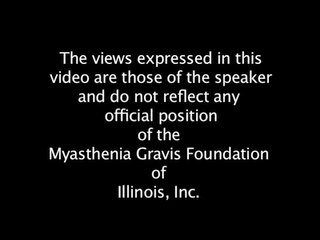 The views expressed in this
video are those of the speaker
and do not reflect any
official position
of the
Myasthenia Gravis Foundation
of
Illinois, Inc.